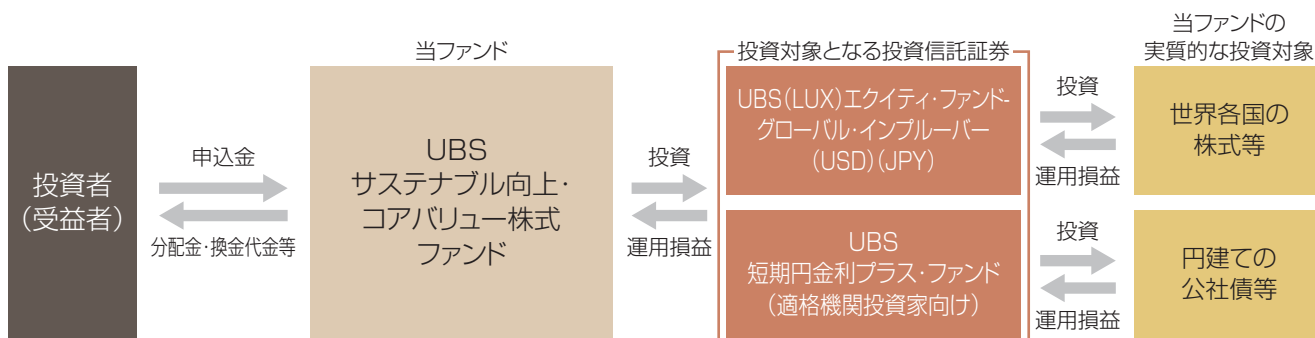 投資者
(受益者)
申込金
分配金・換金代金等
当ファンド
UBS
サステナブル向上・
コアバリュー株式
ファンド
投資
運用損益
投資対象となる投資信託証券
UBS(LUX)エクイティ・ファンド-
グローバル・インプルーバー
(USD)(JPY)
UBS
短期円金利プラス・ファンド
(適格機関投資家向け)
投資
運用損益
投資
運用損益
当ファンドの
実質的な投資対象
世界各国の
株式等
円建ての
公社債等